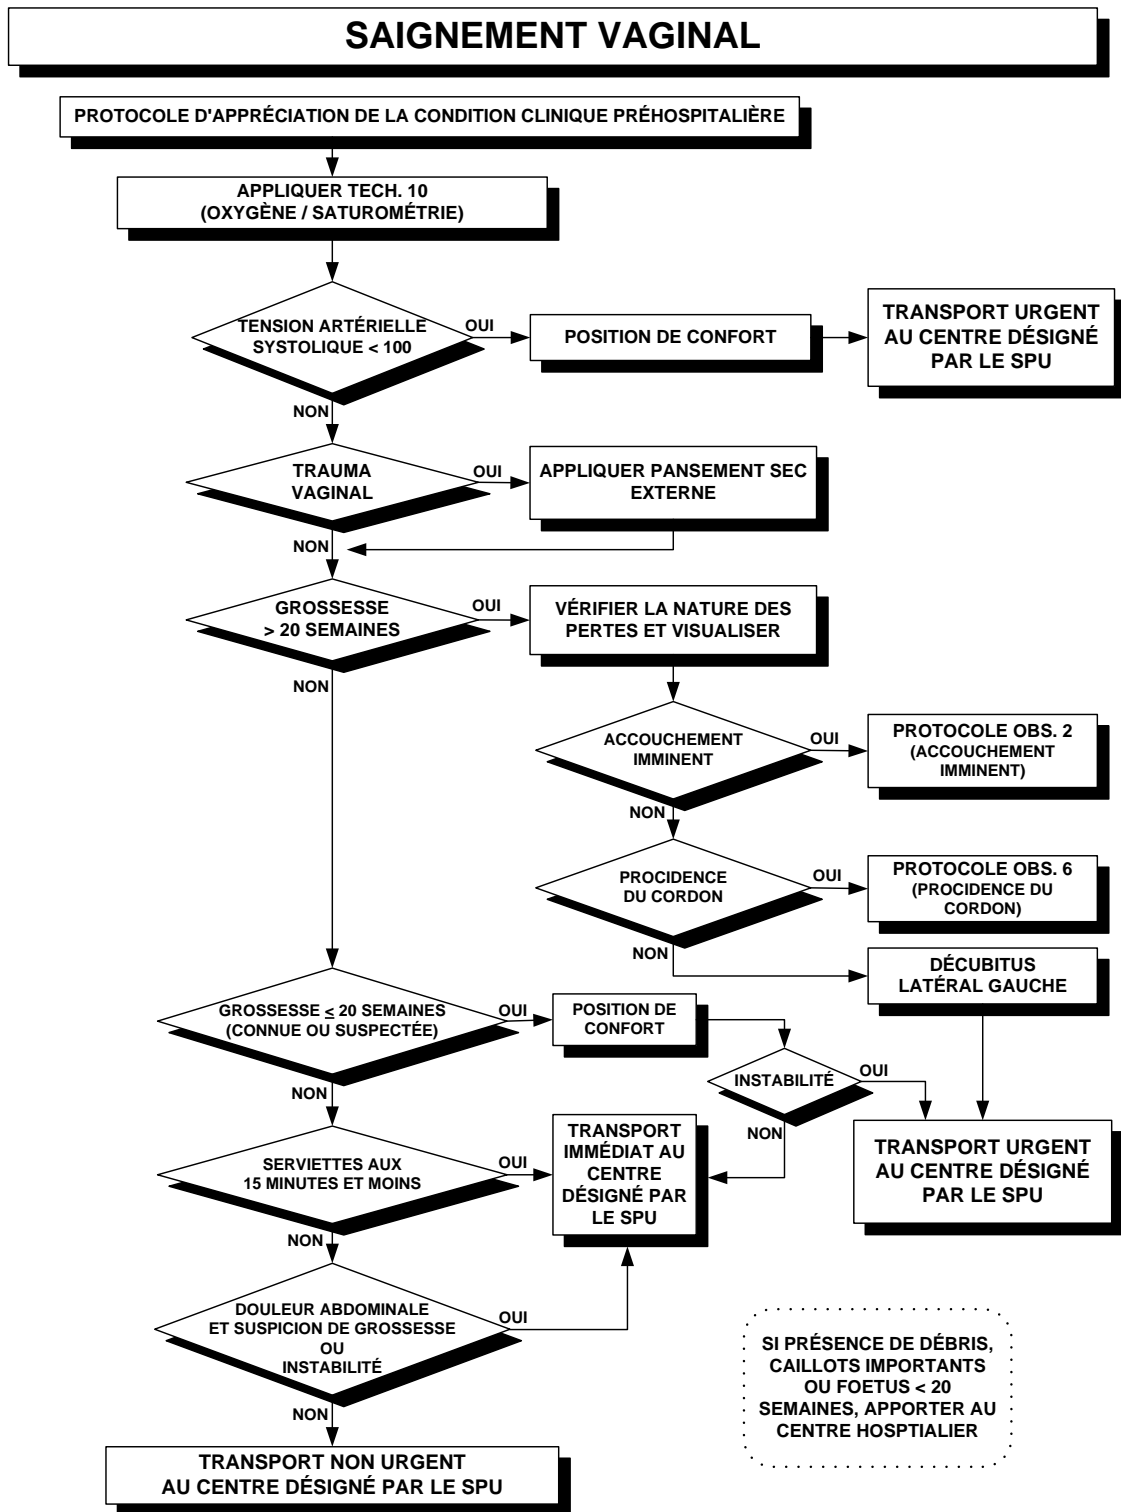 SAIGNEMENT VAGINAL
PROTOCOLE D'APPRÉCIATION DE LA CONDITION CLINIQUE PRÉHOSPITALIÈRE
APPLIQUER TECH. 10
(OXYGÈNE / SATUROMÉTRIE)
TENSION ARTÉRIELLE
SYSTOLIQUE < 100
OUI
POSITION DE CONFORT
TRANSPORT URGENT
AU CENTRE DÉSIGNÉ
PAR LE SPU
NON
TRAUMA
VAGINAL
OUI
APPLIQUER PANSEMENT SEC
EXTERNE
NON
GROSSESSE
> 20 SEMAINES
OUI
VÉRIFIER LA NATURE DES
PERTES ET VISUALISER
NON
ACCOUCHEMENT
IMMINENT
OUI
PROTOCOLE OBS. 2
(ACCOUCHEMENT
IMMINENT)
NON
PROCIDENCE
DU CORDON
OUI
PROTOCOLE OBS. 6
(PROCIDENCE DU
CORDON)
NON
DÉCUBITUS
LATÉRAL GAUCHE
GROSSESSE ≤ 20 SEMAINES
(CONNUE OU SUSPECTÉE)
OUI
POSITION DE
CONFORT
INSTABILITÉ
OUI
NON
NON
TRANSPORT
IMMÉDIAT AU
CENTRE
DÉSIGNÉ PAR
LE SPU
TRANSPORT URGENT
AU CENTRE DÉSIGNÉ
PAR LE SPU
SERVIETTES AUX
15 MINUTES ET MOINS
OUI
NON
DOULEUR ABDOMINALE
ET SUSPICION DE GROSSESSE
OU
INSTABILITÉ
OUI
NON
SI PRÉSENCE DE DÉBRIS,
CAILLOTS IMPORTANTS
OU FOETUS < 20
SEMAINES, APPORTER AU
CENTRE HOSPTIALIER
TRANSPORT NON URGENT
AU CENTRE DÉSIGNÉ PAR LE SPU